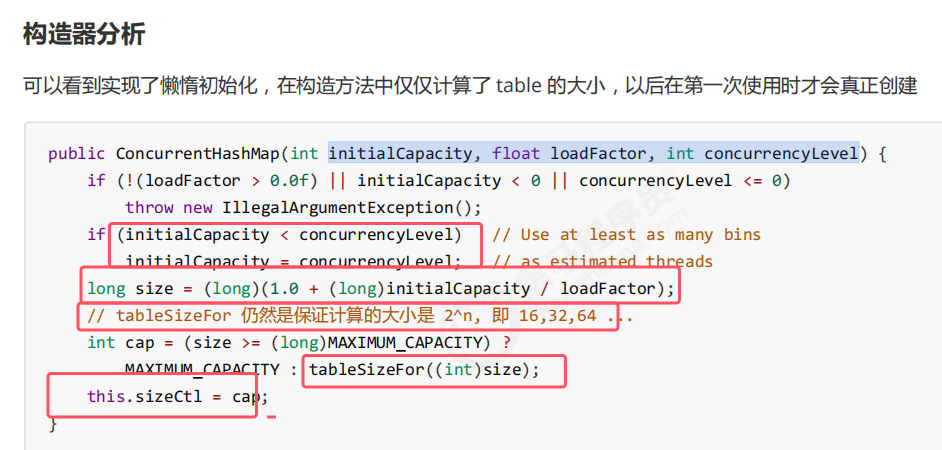 构造器分析
可以看到实现了懒惰初始化，在构造方法中仅仅计算了 table 的大小，以后在第一次使用时才会真正创建
public ConcurrentHashMap(int initialCapacity, float loadFactor, int concurrencyLevel) {
    if (!(loadFactor > 0.0f) || initialCapacity < 0 || concurrencyLevel <= 0)
        throw new IllegalArgumentException();
    if (initialCapacity < concurrencyLevel)   // Use at least as many bins
        initialCapacity = concurrencyLevel;   // as estimated threads
    long size = (long)(1.0 + (long)initialCapacity / loadFactor);
    // tableSizeFor 仍然是保证计算的大小是 2^n, 即 16,32,64 ...
    int cap = (size >= (long)MAXIMUM_CAPACITY) ?
        MAXIMUM_CAPACITY : tableSizeFor((int)size);
    this.sizeCtl = cap;
}